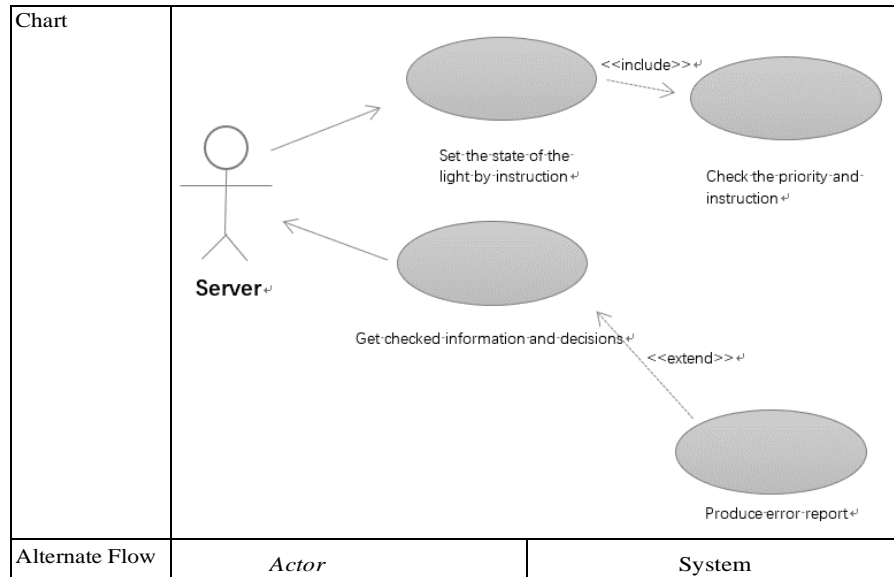 Chart
<<include>>
Set the state of the
light by instruction
Check the priority and
instruction
Server
Get checked information and decisions
<<extend>>
Produce error report
Alternate Flow
Actor
System